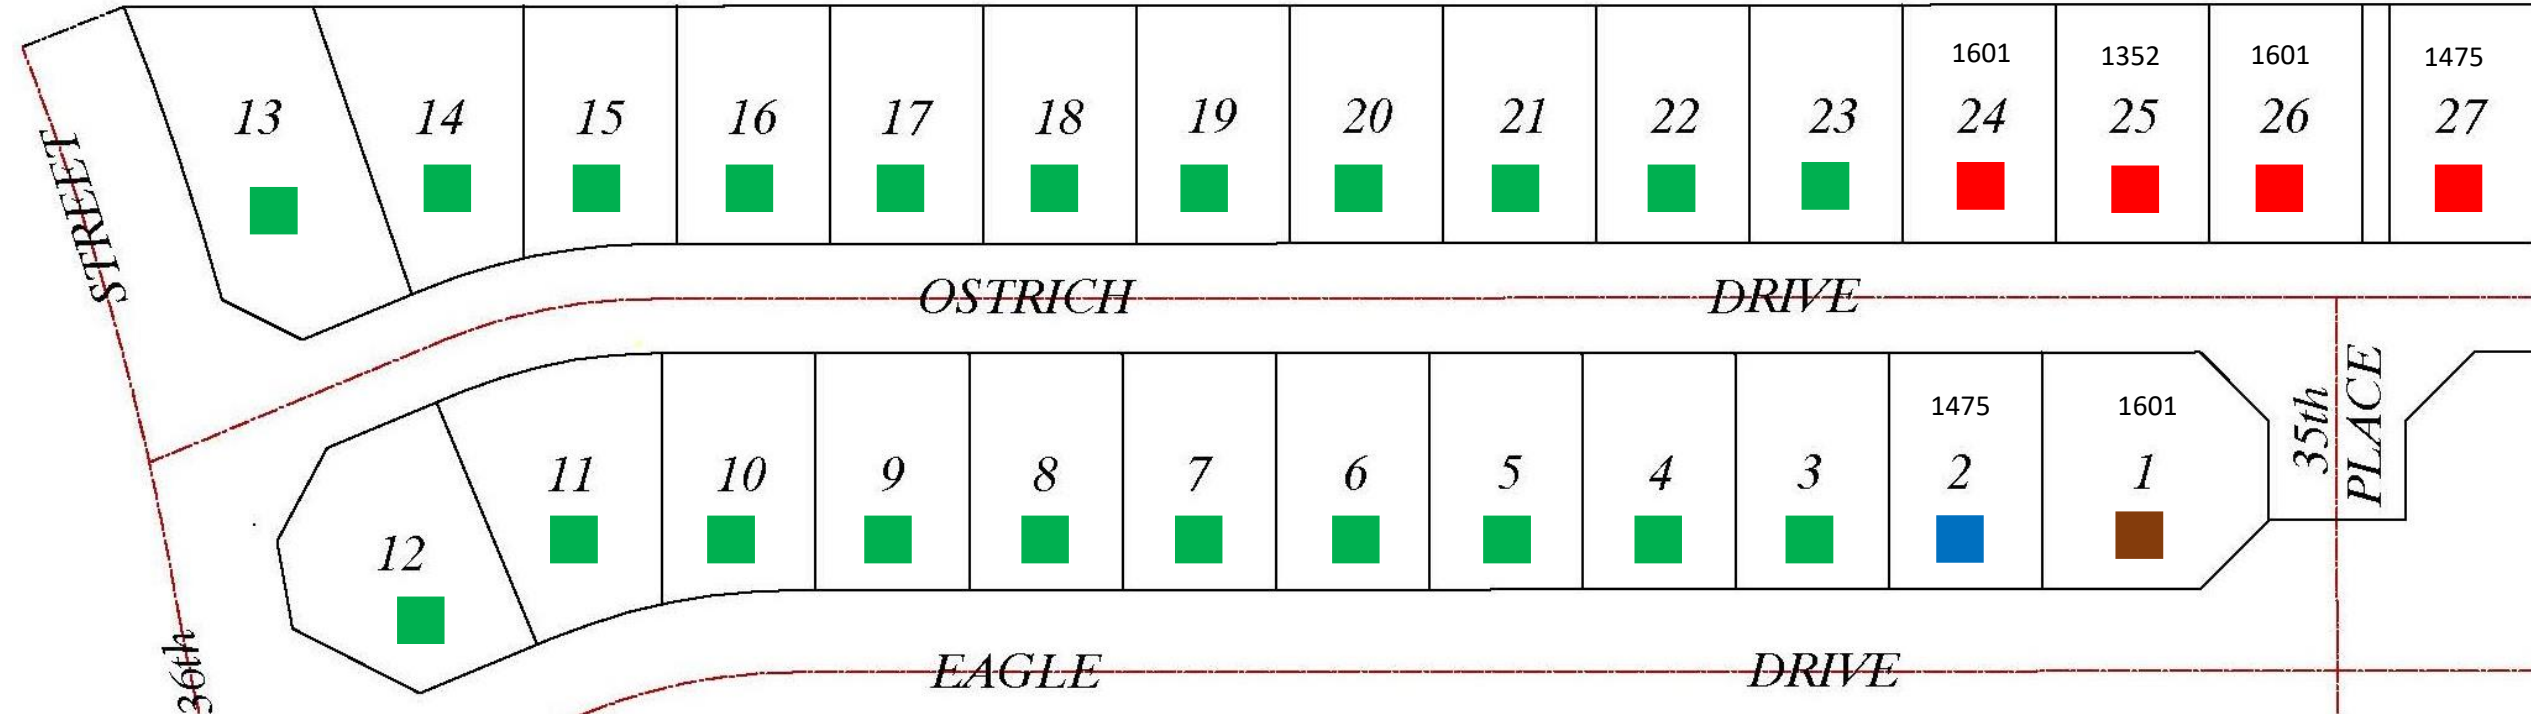 1601 1352 1601 1475
13 14 15 16 17 18 19 20 21 22 23 24 25 26 27
STREET
OSTRICH DRIVE
35th
PLACE
1475 1601
11 10 9 8 7 6 5 4 3 2 1
12
36th
EAGLE DRIVE